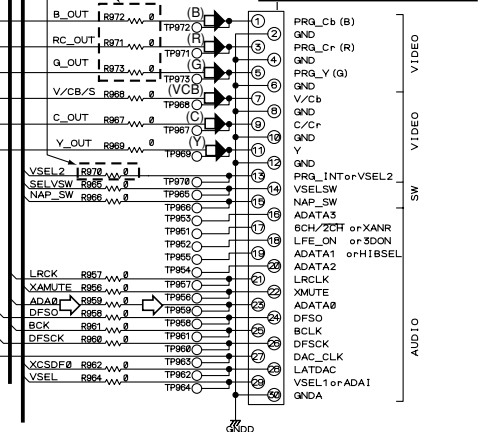 B_OUT R972 0 (B) TP972 1 PRG_Cb (B)
2 GND
RC_OUT R971 0 (R) TP971 3 PRG_Cr (R)
4 GND
G_OUT R973 0 (G) TP973 5 PRG_Y (G)
6 GND
VIDEO
V/CB/S R968 0 (VCB) TP968 7 V/Cb
8 GND
C_OUT R967 0 (C) TP967 9 C/Cr
10 GND
Y_OUT R969 0 (Y) TP969 11 Y
12 GND
VIDEO
VSEL2 R970 0 TP970 13 PRG_INTorVSEL2
SELVSW R965 0 TP965 14 VSELSW
NAP_SW R966 0 TP966 15 NAP_SW
SW
TP953 16 ADATA3
TP951 17 6CH/2CH orXANR
TP952 18 LFE_ON or3DON
TP955 19 ADATA1 orHIBSEL
TP954 20 ADATA2
LRCK R957 0 TP957 21 LRCLK
XAMUTE R956 0 TP956 22 XMUTE
ADA0 R959 0 TP959 23 ADATA0
DFSO R958 0 TP958 24 DFSO
BCK R961 0 TP961 25 BCLK
DFSCK R960 0 TP960 26 DFSCK
TP963 27 DAC_CLK
XCSDF0 R962 0 TP962 28 LATDAC
VSEL R964 0 TP964 29 VSEL1orADAI
30 GNDA
AUDIO
GNDD